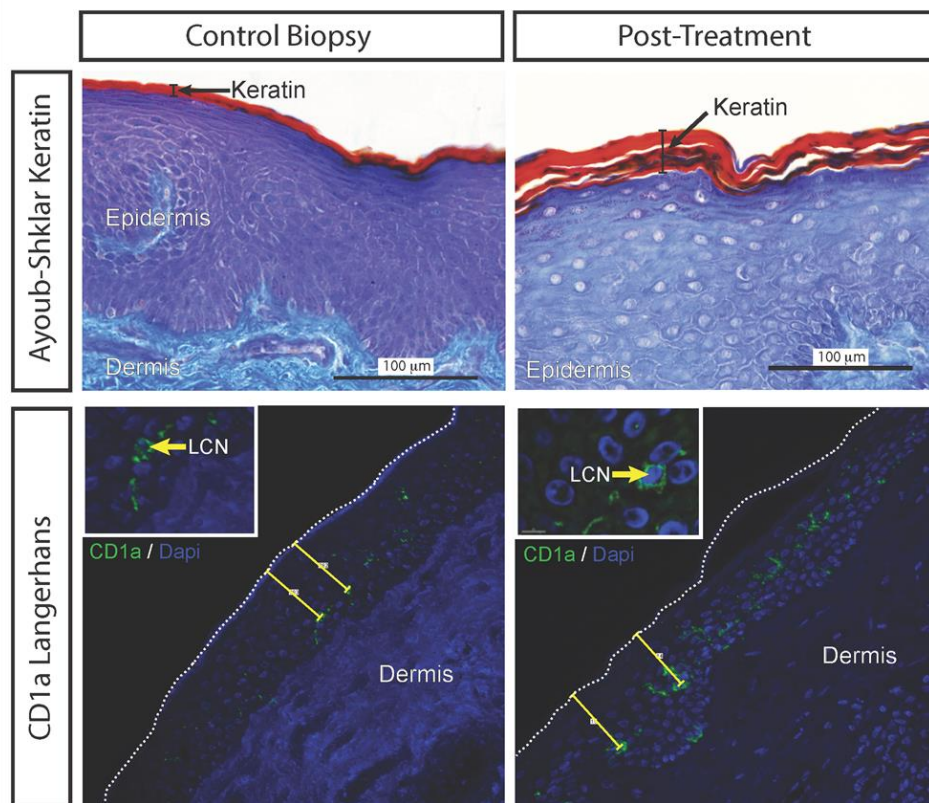 Control Biopsy
Post-Treatment
Ayoub-Shklar Keratin
Keratin
Epidermis
Dermis
100 µm
Keratin
Epidermis
100 µm
CD1a Langerhans
LCN
CD1a / Dapi
Dermis
LCN
CD1a / Dapi
Dermis